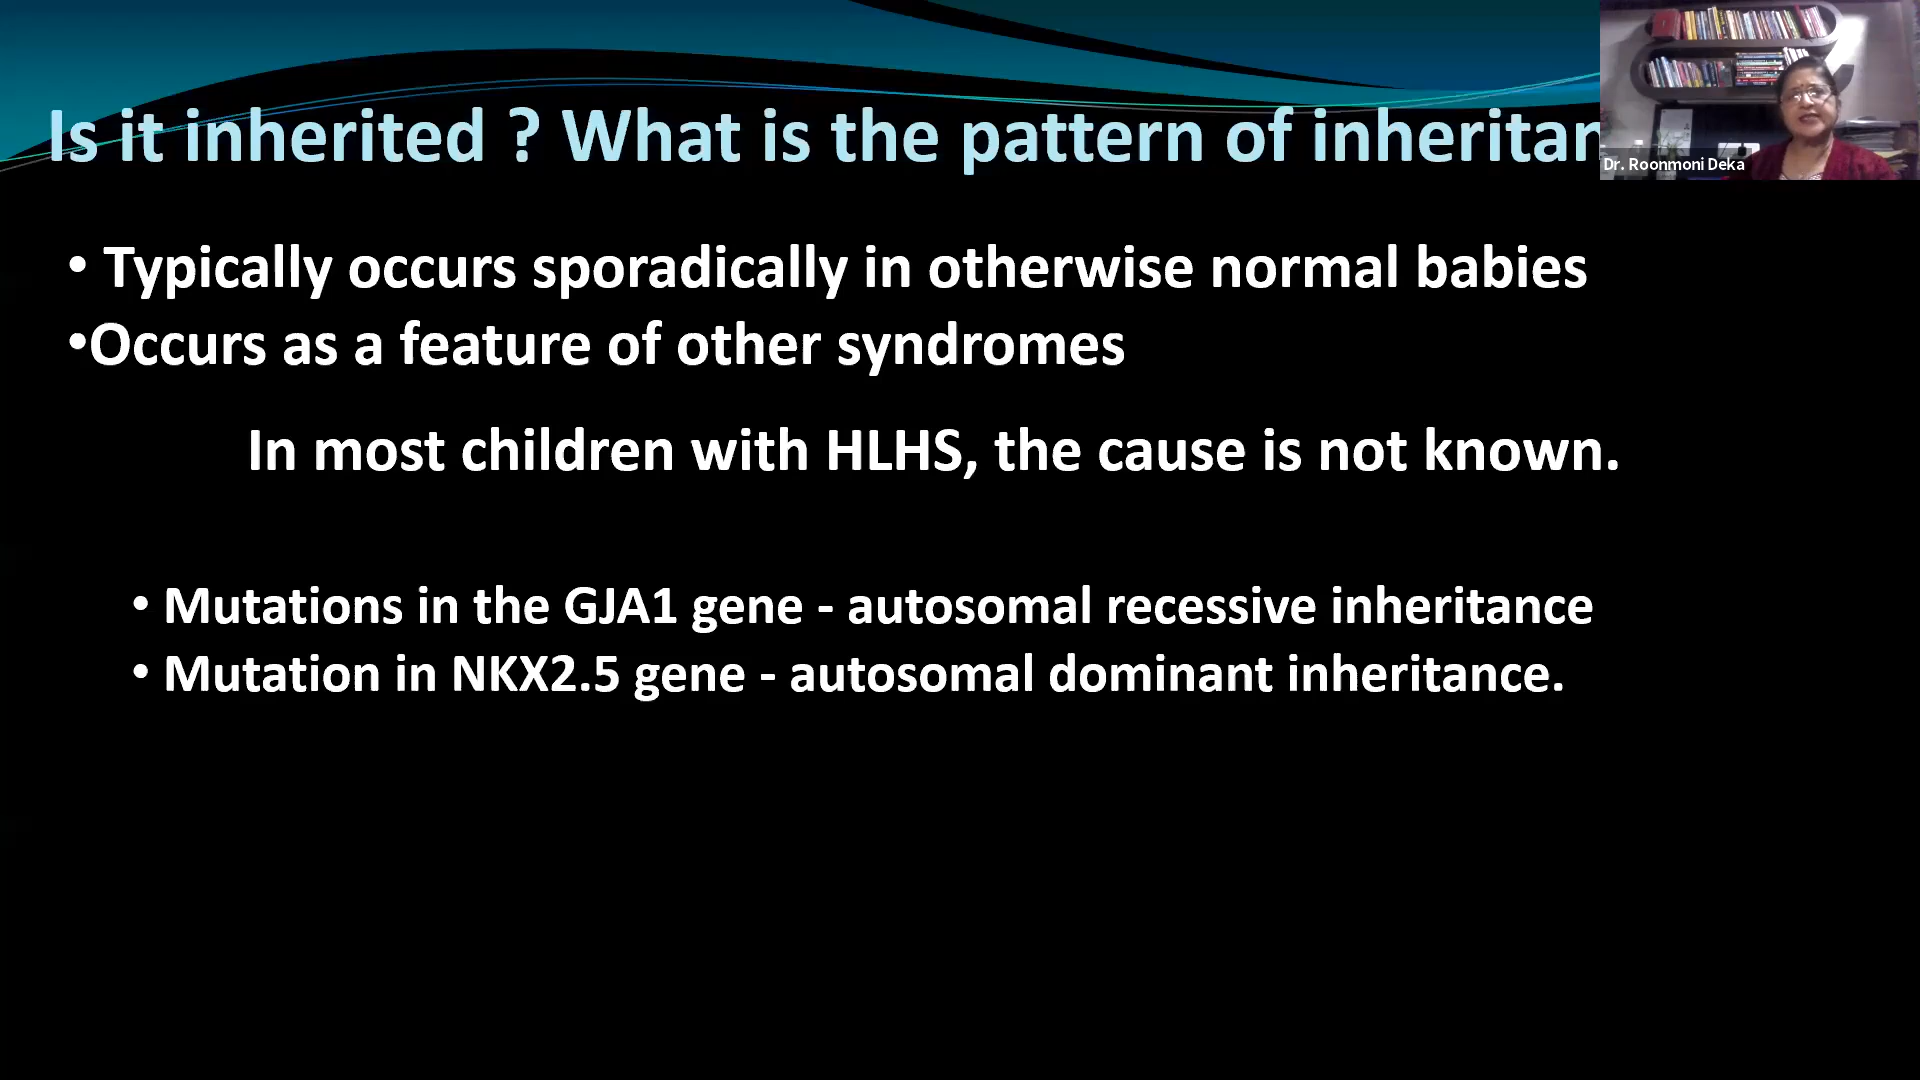 Is it inherited ? What is the pattern of
Dr. Roonmoni Deka
• Typically occurs sporadically in otherwise normal babies
•Occurs as a feature of other syndromes
In most children with HLHS, the cause is not known.
• Mutations in the GJA1 gene - autosomal recessive inheritance
• Mutation in NKX2.5 gene - autosomal dominant inheritance.